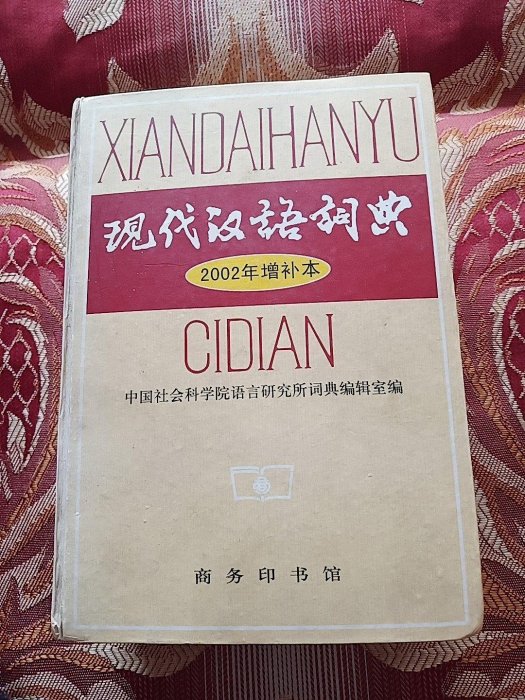 XIANDAIHANYU
现代汉语词典
2002年增补本
CIDIAN
中国社会科学院语言研究所词典编辑室编
商务印书馆